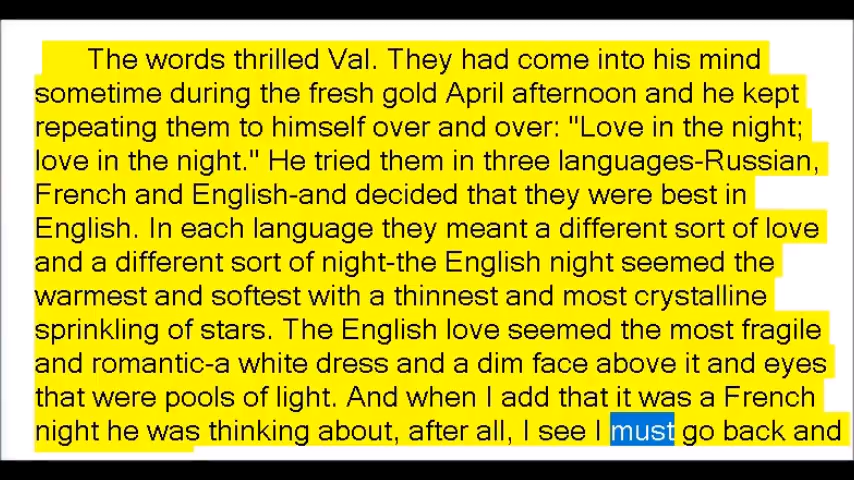 The words thrilled Val. They had come into his mind
sometime during the fresh gold April afternoon and he kept
repeating them to himself over and over: "Love in the night;
love in the night." He tried them in three languages-Russian,
French and English-and decided that they were best in
English. In each language they meant a different sort of love
and a different sort of night-the English night seemed the
warmest and softest with a thinnest and most crystalline
sprinkling of stars. The English love seemed the most fragile
and romantic-a white dress and a dim face above it and eyes
that were pools of light. And when I add that it was a French
night he was thinking about, after all, I see I must go back and